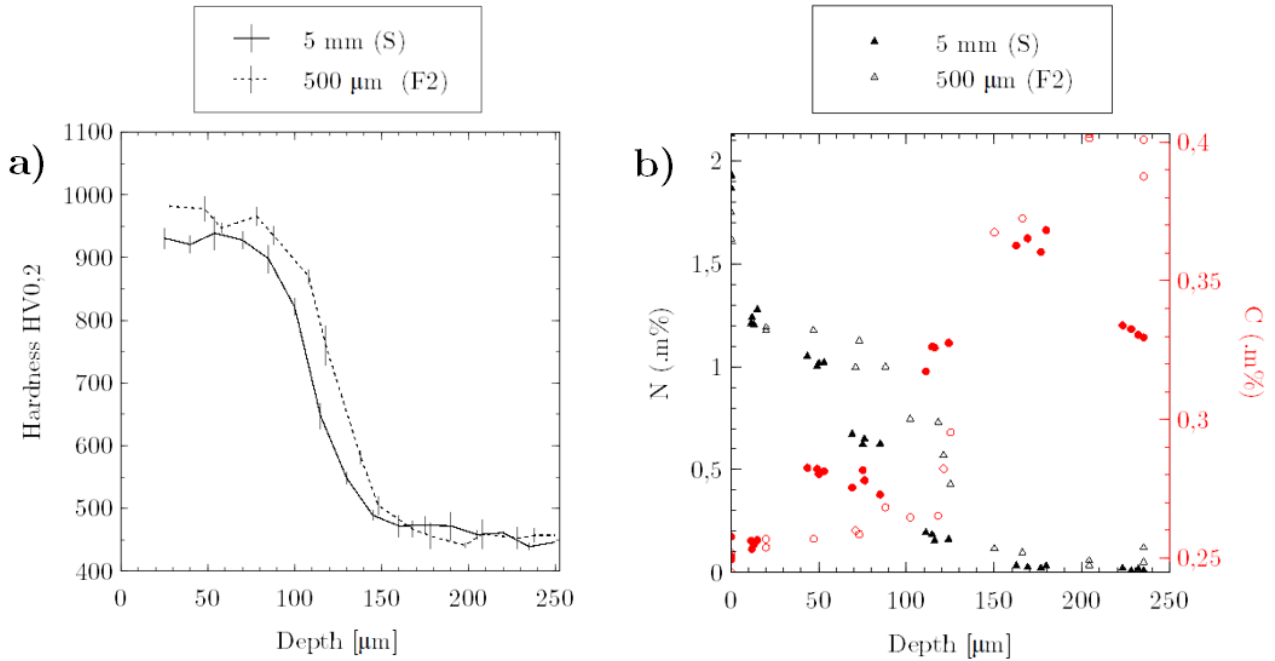 5 mm (S)
500 μm (F2)
a)
1100
1000
900
800
700
600
500
400
0
50
100
150
200
250
Hardness HV0,2
Depth [μm]
5 mm (S)
500 μm (F2)
b)
2
1,5
1
0,5
0
N (.m%)
0
50
100
150
200
250
Depth [μm]
0,4
0,35
0,3
0,25
C (.m%)